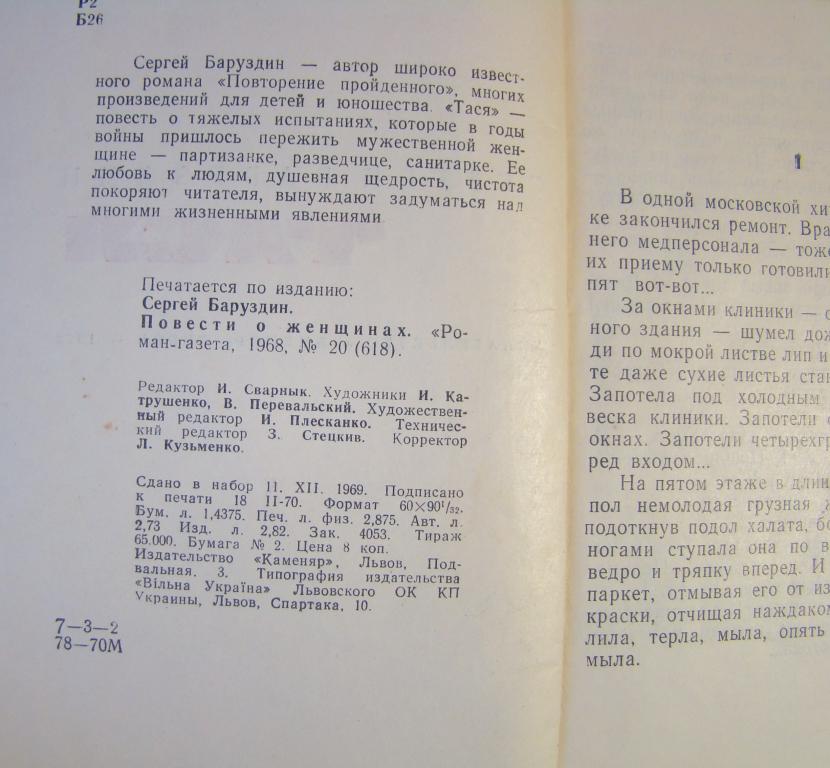 Р2
Б26
Сергей Баруздин — автор широко извест-
ного романа «Повторение пройденного», многих
произведений для детей и юношества. «Тася» —
повесть о тяжелых испытаниях, которые в годы
войны пришлось пережить мужественной жен-
щине — партизанке, разведчице, санитарке. Ее
любовь к людям, душевная щедрость, чистота
покоряют читателя, вынуждают задуматься над
многими жизненными явлениями
Печатается по изданию:
Сергей Баруздин.
Повести о женщинах. «Ро-
ман-газета, 1968, № 20 (618).
Редактор И. Сварнык. Художники И. Ка-
трушенко, В. Перевальский. Художествен-
ный редактор И. Плесканко. Техничес-
кий редактор З. Стецкив. Корректор
Л. Кузьменко.
Сдано в набор 11. XII. 1969. Подписано
к печати 18 II-70. Формат 60×90¹/₃₂.
Бум. л. 1,4375. Печ. л. физ. 2,875. Авт. л.
2,73 Изд. л. 2,82. Зак. 4053. Тираж
65.000. Бумага № 2. Цена 8 коп.
Издательство «Каменяр», Львов, Под-
вальная, 3. Типография издательства
«Вільна Україна» Львовского ОК КП
Украины, Львов, Спартака, 10.
7—3—2
78—70М
1
В одной московской хи
ке закончился ремонт. Вра
него медперсонала — тоже
их приему только готовили
пят вот-вот...
За окнами клиники —
ного здания — шумел дож
ди по мокрой листве лип и
те даже сухие листья ста
Запотела под холодным
веска клиники. Запотели
окнах. Запотели четырехгр
ред входом...
На пятом этаже в длин
пол немолодая грузная
подоткнув подол халата, бо
ногами ступала она по в
ведро и тряпку вперед. И
паркет, отмывая его от из
краски, отчищая наждаком
лила, терла, мыла, опять
мыла.